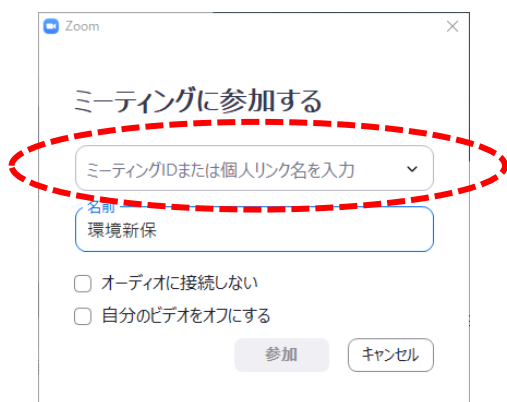 Zoom
ミーティングに参加する
ミーティングIDまたは個人リンク名を入力
名前
環境新保
オーディオに接続しない
自分のビデオをオフにする
参加 キャンセル